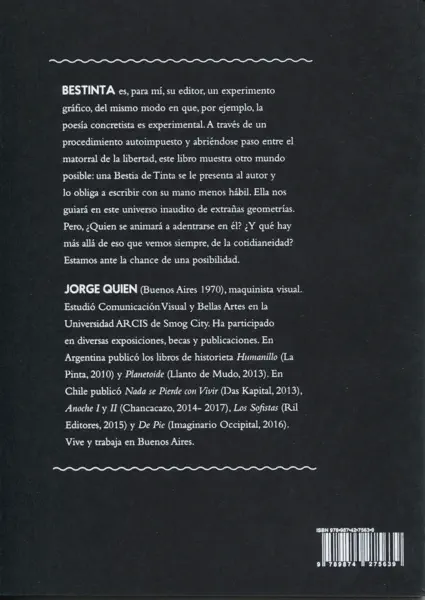 BESTINTA es, para mí, su editor, un experimento
gráfico, del mismo modo en que, por ejemplo, la
poesía concretista es experimental. A través de un
procedimiento autoimpuesto y abriéndose paso entre el
matorral de la libertad, este libro muestra otro mundo
posible: una Bestia de Tinta se le presenta al autor y
lo obliga a escribir con su mano menos hábil. Ella nos
guiará en este universo inaudito de extrañas geometrías.
Pero, ¿Quien se animará a adentrarse en él? ¿Y qué hay
más allá de eso que vemos siempre, de la cotidianeidad?
Estamos ante la chance de una posibilidad.
JORGE QUIEN (Buenos Aires 1970), maquinista visual.
Estudió Comunicación Visual y Bellas Artes en la
Universidad ARCIS de Smog City. Ha participado
en diversas exposiciones, becas y publicaciones. En
Argentina publicó los libros de historieta Humanillo (La
Pinta, 2010) y Planetoide (Llanto de Mudo, 2013). En
Chile publicó Nada se Pierde con Vivir (Das Kapital, 2013),
Anoche I y II (Chancacazo, 2014- 2017), Los Sofistas (Ril
Editores, 2015) y De Pie (Imaginario Occipital, 2016).
Vive y trabaja en Buenos Aires.
ISBN 978-987-42-7563-9
9 789874 275639